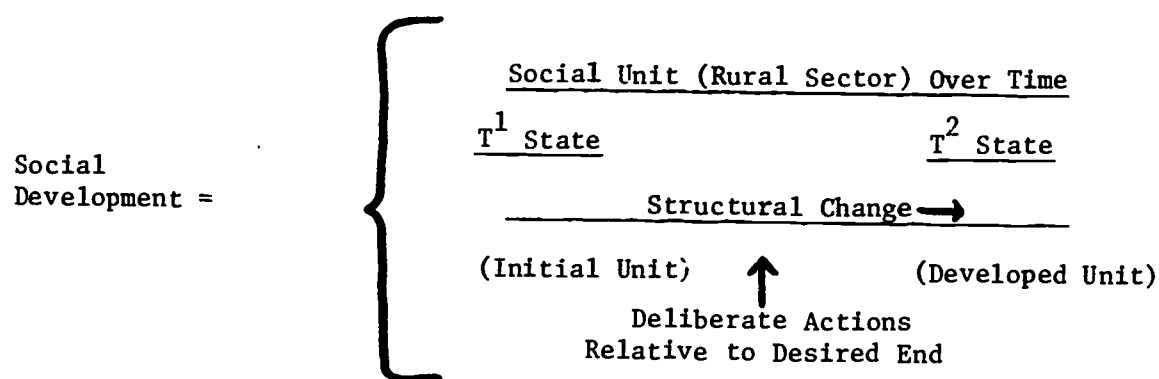 Social Unit (Rural Sector) Over Time
T¹ State T² State
Social
Development =
Structural Change →
(Initial Unit) (Developed Unit)
Deliberate Actions
Relative to Desired End